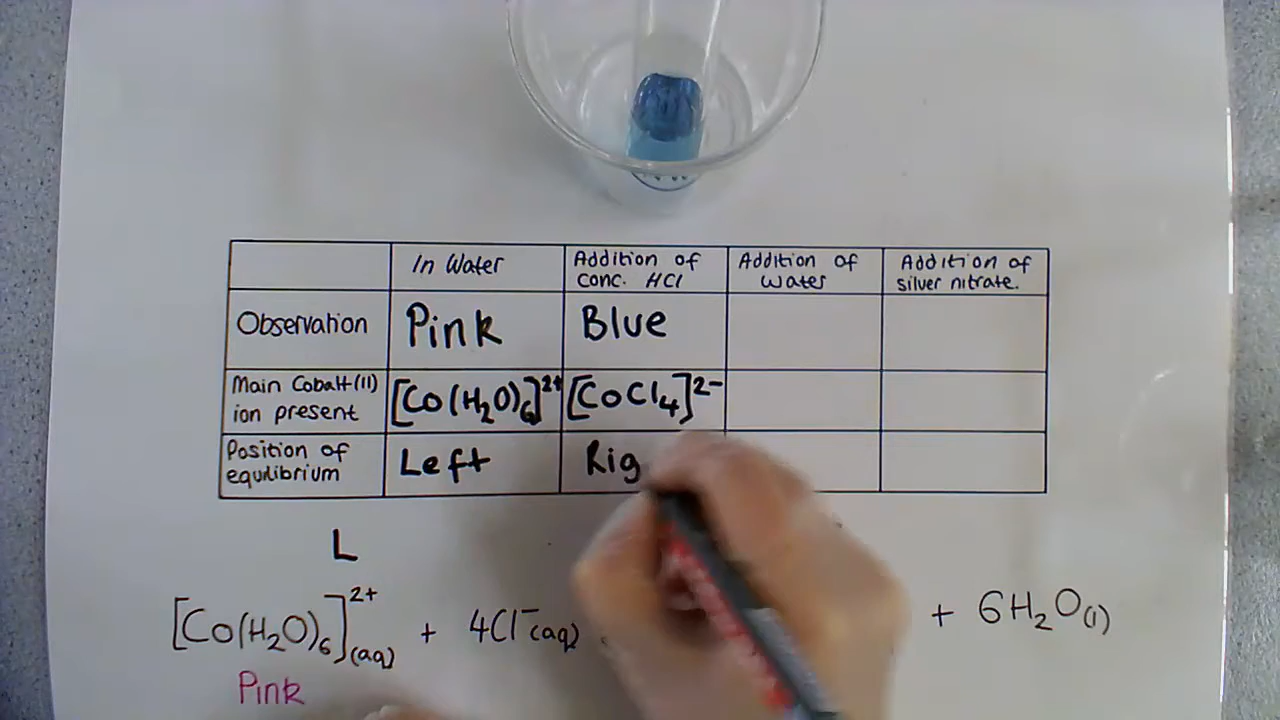 In Water
Addition of
conc. HCl
Addition of
water
Addition of
silver nitrate.
Observation
Pink
Blue
Main Cobalt(II)
ion present
[Co(H₂O)₆]²⁺
[CoCl₄]²⁻
Position of
equilibrium
Left
Rig
L
[Co(H₂O)₆]²⁺(aq) + 4Cl⁻(aq) + 6H₂O(l)
Pink